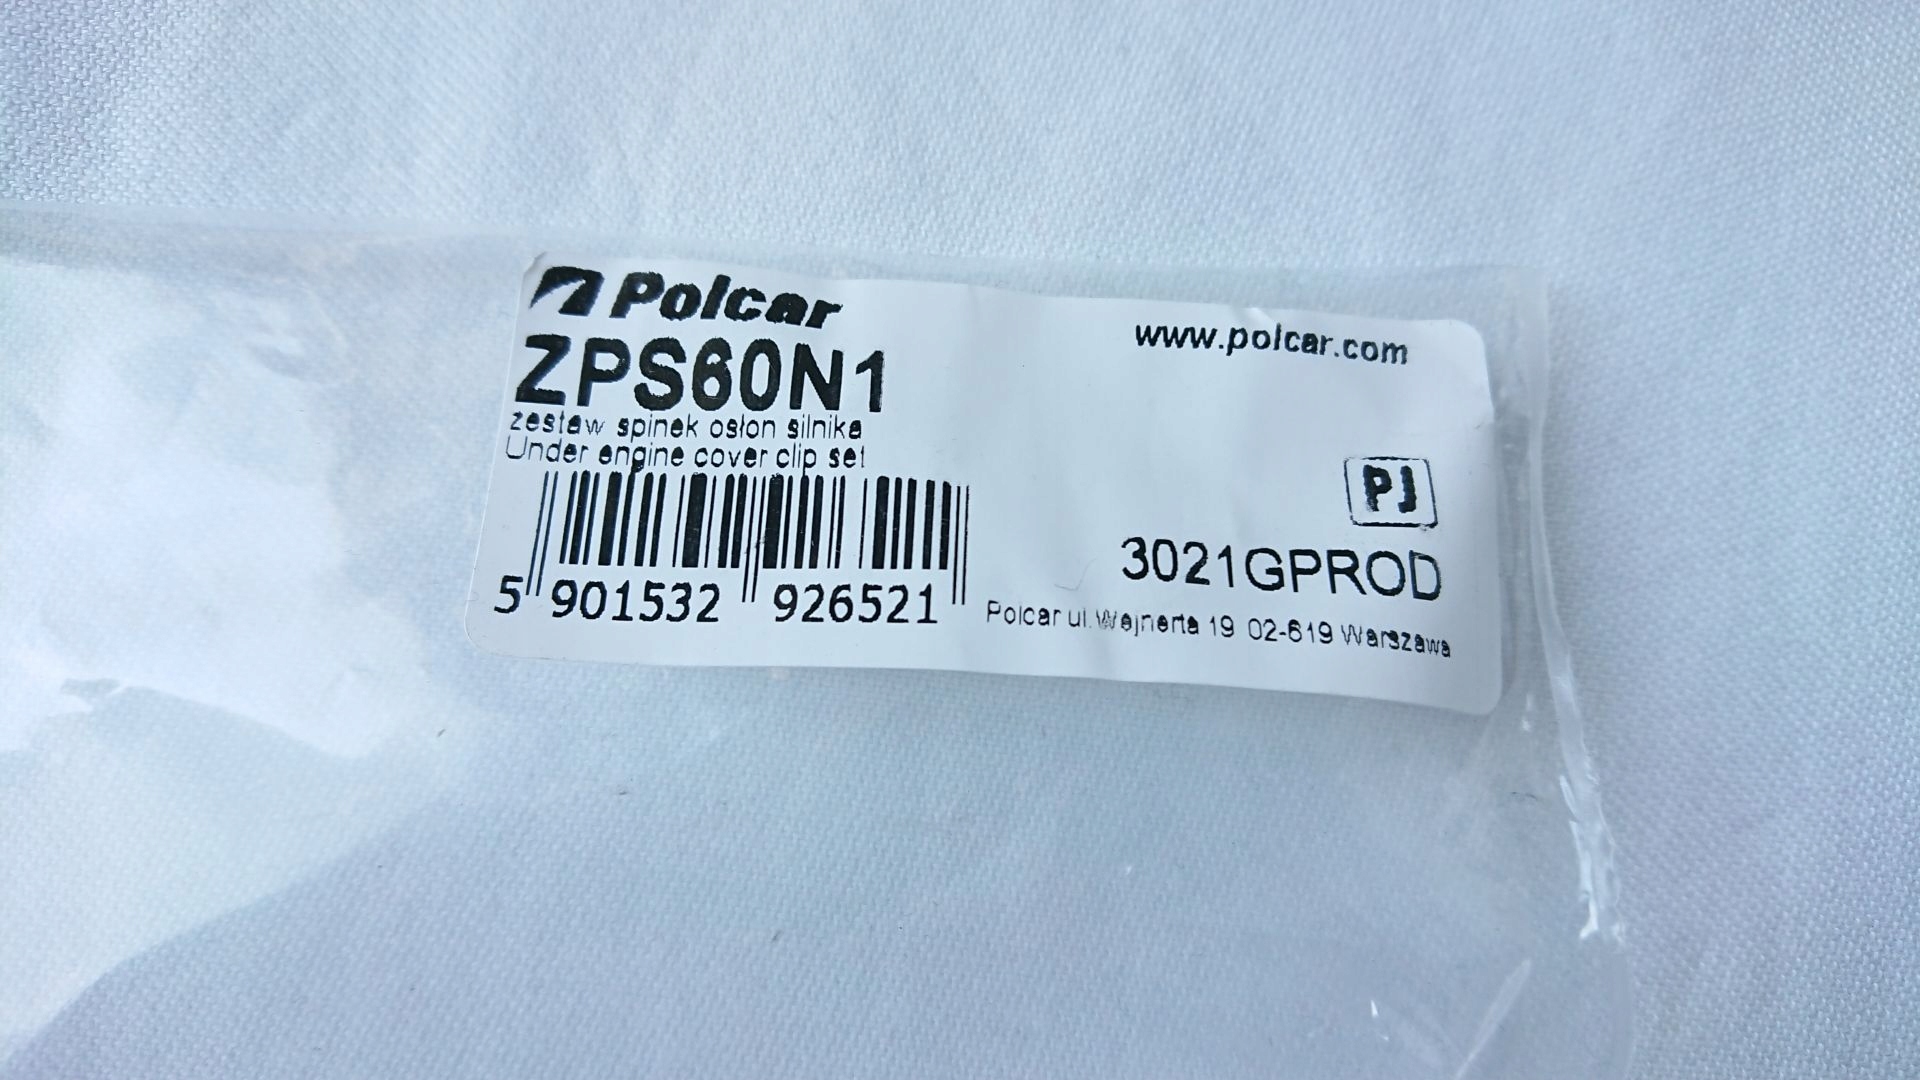 Polcar
www.polcar.com
ZPS60N1
zestaw spinek osłon silnika
Under engine cover clip set
PJ
3021GPROD
5 901532 926521
Polcar ul. Wejnerta 19 02-619 Warszawa